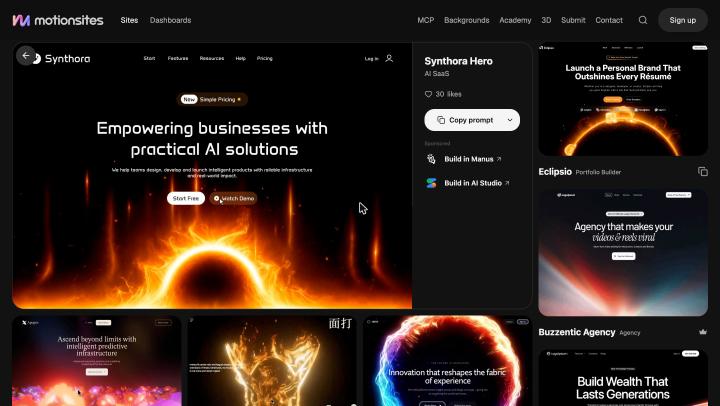 motionsites
Sites
Dashboards
MCP
Backgrounds
Academy
3D
Submit
Contact
Sign up
Synthora
Start
Features
Resources
Help
Pricing
Log in
New
Simple Pricing
Empowering businesses with
practical AI solutions
We help teams design, develop and launch intelligent products with reliable infrastructure
and real-world impact.
Start Free
Watch Demo
Synthora Hero
AI SaaS
30 likes
Copy prompt
Sponsored
Build in Manus
Build in AI Studio
Launch a Personal Brand That
Outshines Every Résumé
Eclipsio
Portfolio Builder
Agency that makes your
videos & reels viral
Buzzentic Agency
Agency
Build Wealth That
Lasts Generations
Ascend beyond limits with
intelligent predictive
infrastructure
面打
Innovation that reshapes the fabric
of experience